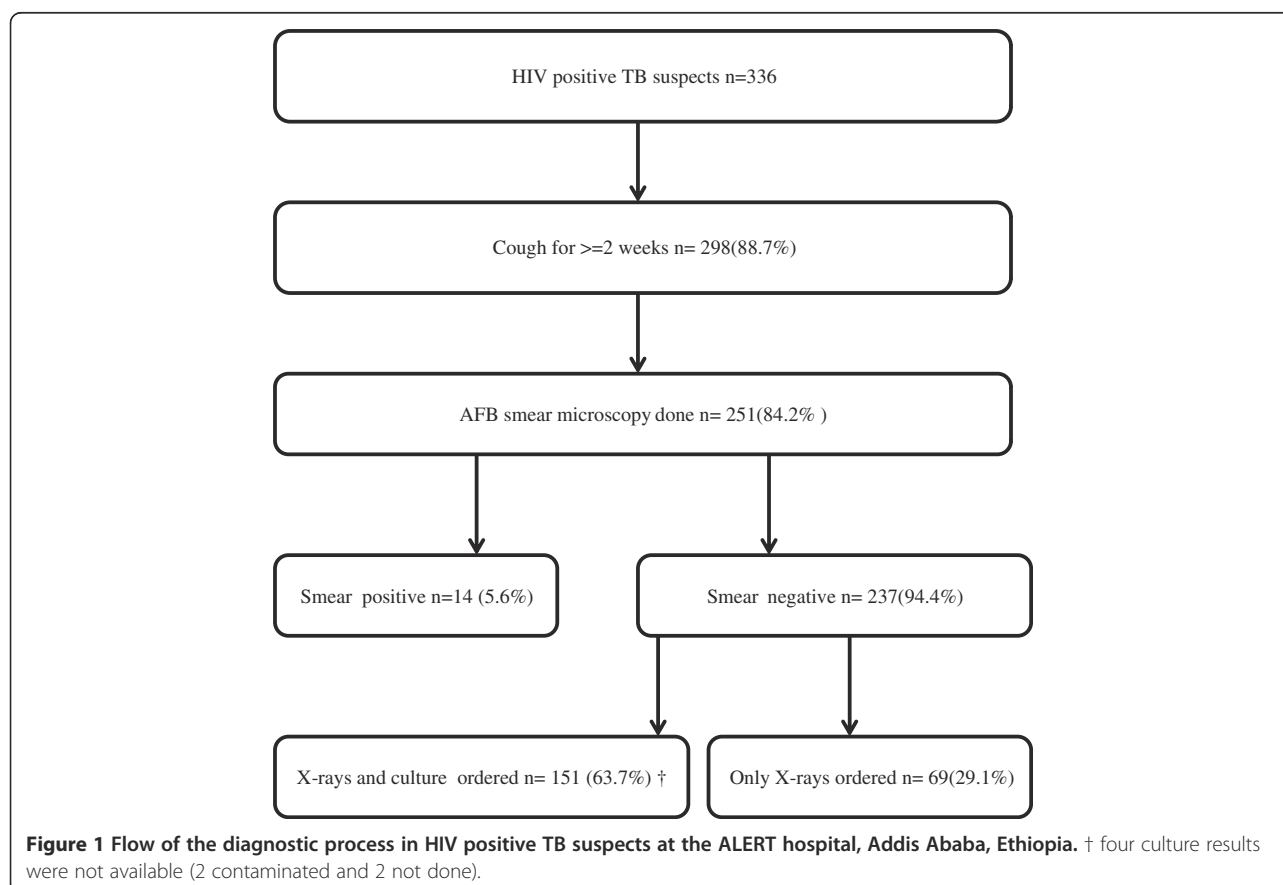 HIV positive TB suspects n=336
Cough for >=2 weeks n= 298(88.7%)
AFB smear microscopy done n= 251(84.2% )
Smear positive n=14 (5.6%)
Smear negative n= 237(94.4%)
X-rays and culture ordered n= 151 (63.7%) †
Only X-rays ordered n= 69(29.1%)
Figure 1 Flow of the diagnostic process in HIV positive TB suspects at the ALERT hospital, Addis Ababa, Ethiopia. † four culture results
were not available (2 contaminated and 2 not done).